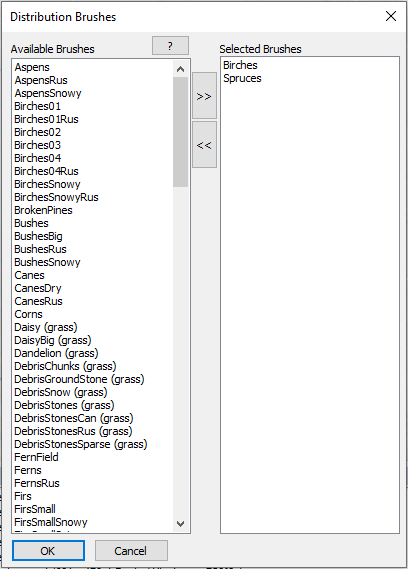 Distribution Brushes
Available Brushes
?
Selected Brushes
Aspens
AspensRus
AspensSnowy
Birches01
Birches01Rus
Birches02
Birches03
Birches04
Birches04Rus
BirchesSnowy
BirchesSnowyRus
BrokenPines
Bushes
BushesBig
BushesRus
BushesSnowy
Canes
CanesDry
CanesRus
Corns
Daisy (grass)
DaisyBig (grass)
Dandelion (grass)
DebrisChunks (grass)
DebrisGroundStone (grass)
DebrisSnow (grass)
DebrisStones (grass)
DebrisStonesCan (grass)
DebrisStonesRus (grass)
DebrisStonesSparse (grass)
FernField
Ferns
FernsRus
Firs
FirsSmall
FirsSmallSnowy
>>
<<
Birches
Spruces
OK
Cancel